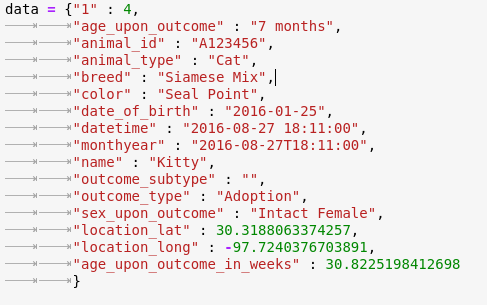 data = {"1" : 4,
"age_upon_outcome" : "7 months",
"animal_id" : "A123456",
"animal_type" : "Cat",
"breed" : "Siamese Mix",
"color" : "Seal Point",
"date_of_birth" : "2016-01-25",
"datetime" : "2016-08-27 18:11:00",
"monthyear" : "2016-08-27T18:11:00",
"name" : "Kitty",
"outcome_subtype" : "",
"outcome_type" : "Adoption",
"sex_upon_outcome" : "Intact Female",
"location_lat" : 30.3188063374257,
"location_long" : -97.7240376703891,
"age_upon_outcome_in_weeks" : 30.8225198412698
}